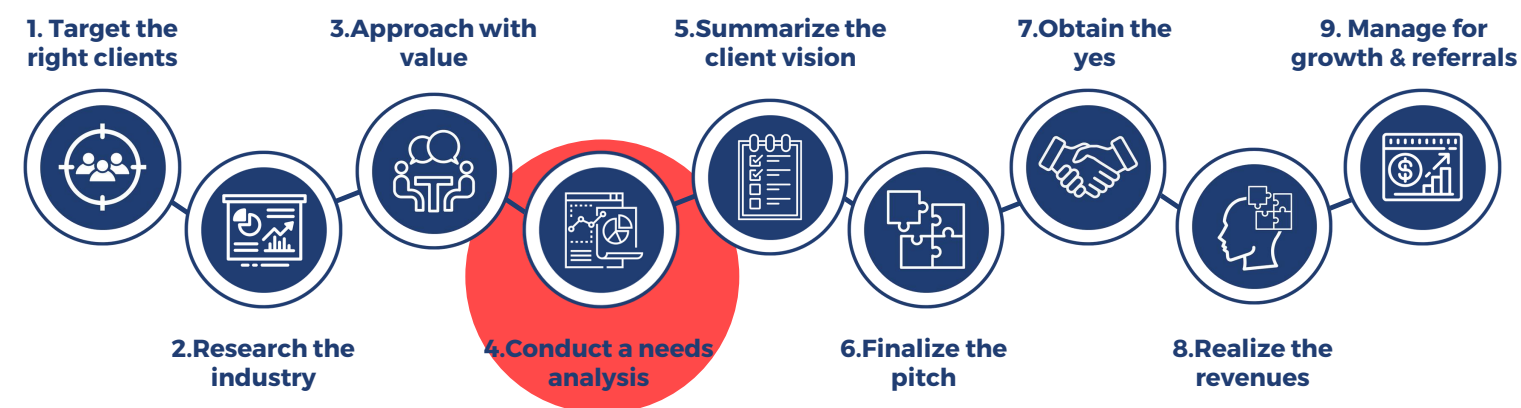 1. Target the
right clients
2.Research the
industry
3.Approach with
value
4.Conduct a needs
analysis
5.Summarize the
client vision
6.Finalize the
pitch
7.Obtain the
yes
8.Realize the
revenues
9. Manage for
growth & referrals